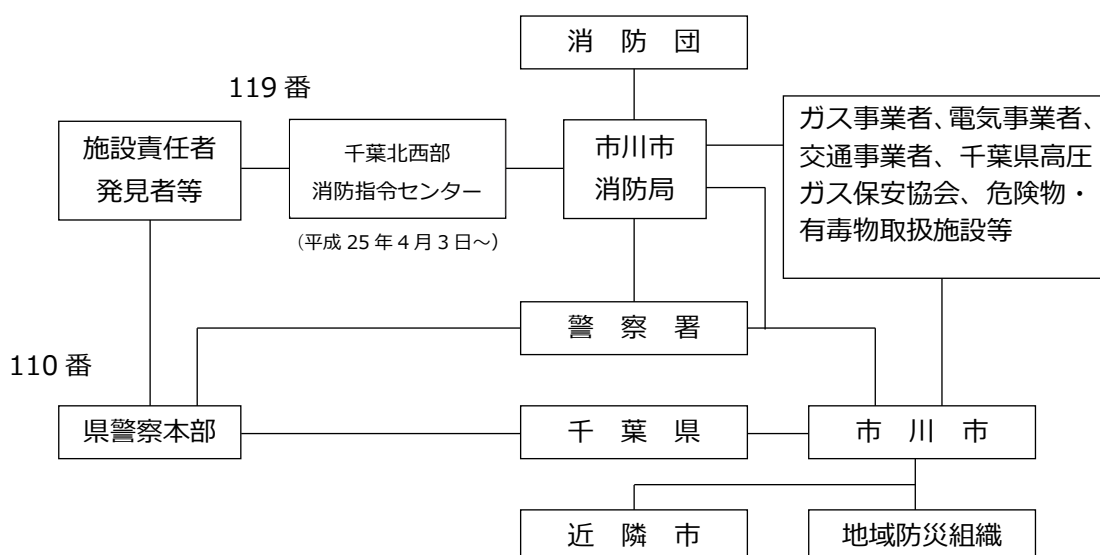 消 防 団
119 番
施設責任者
発見者等
千葉北西部
消防指令センター
(平成 25 年 4 月 3 日～)
市川市
消防局
ガス事業者、電気事業者、
交通事業者、千葉県高圧
ガス保安協会、危険物・
有毒物取扱施設等
警 察 署
110 番
県警察本部
千 葉 県
市 川 市
近 隣 市
地域防災組織